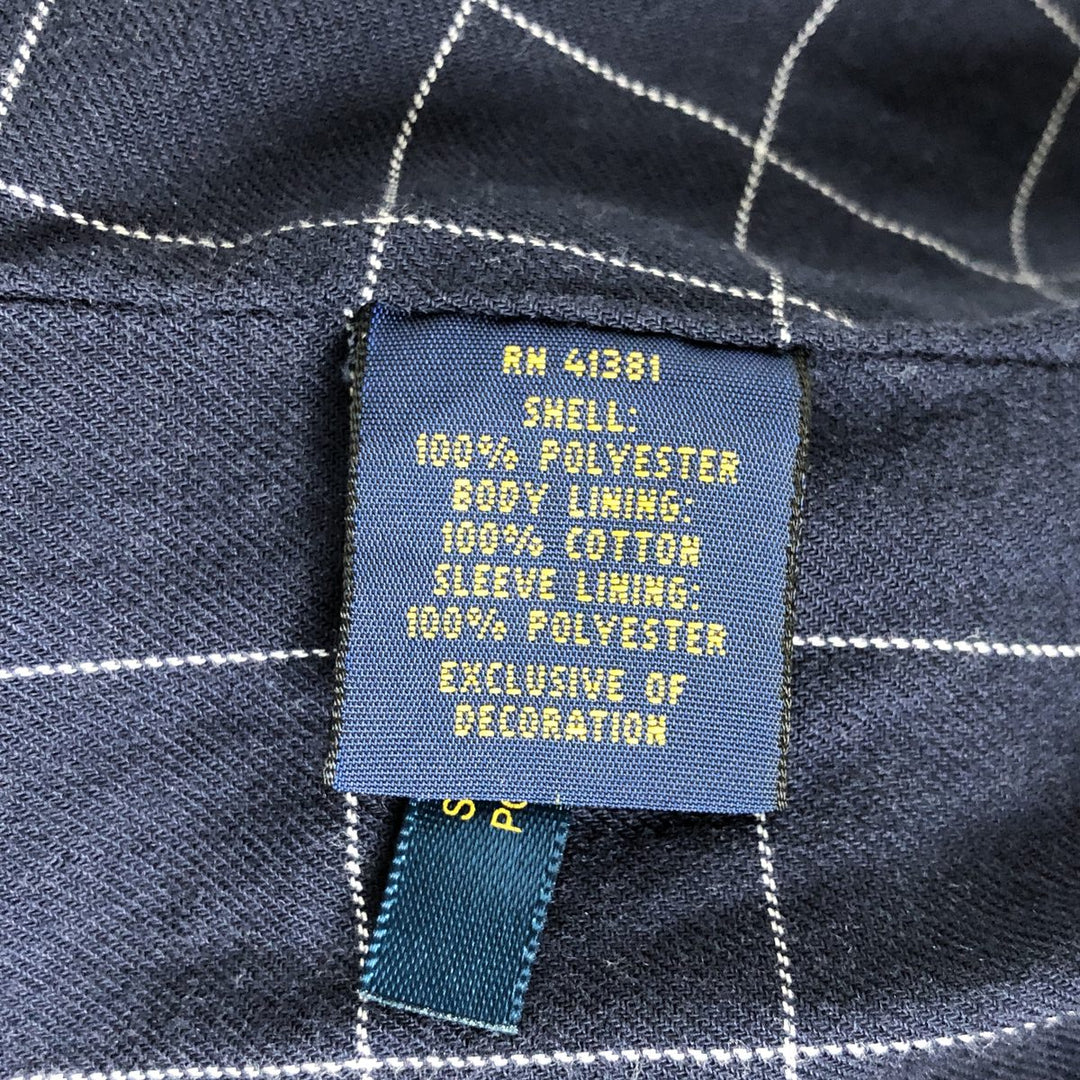 RN 41381
SHELL:
100% POLYESTER
BODY LINING:
100% COTTON
SLEEVE LINING:
100% POLYESTER
EXCLUSIVE OF
DECORATION